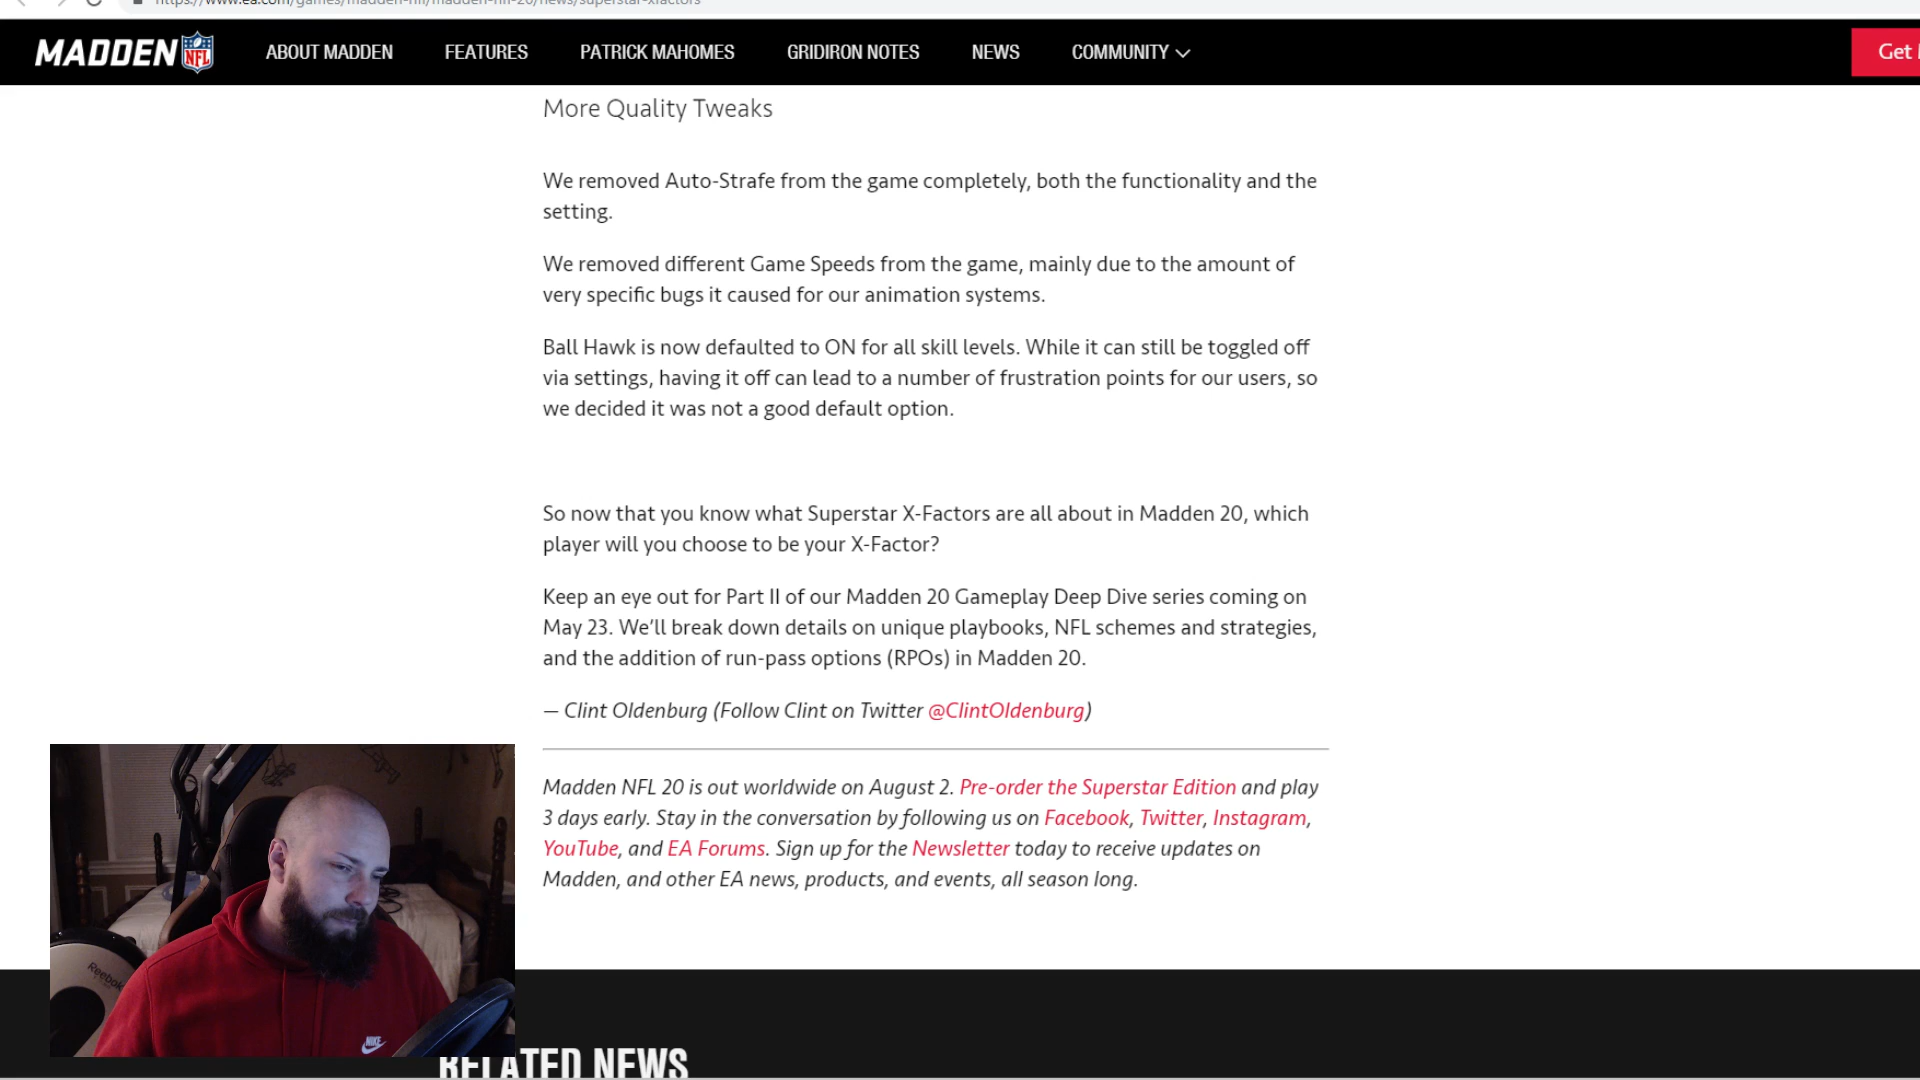 https://www.ea.com/games/madden-nfl/madden-nfl-20/news/superstar-xfactors
MADDEN NFL ABOUT MADDEN FEATURES PATRICK MAHOMES GRIDIRON NOTES NEWS COMMUNITY Get
More Quality Tweaks
We removed Auto-Strafe from the game completely, both the functionality and the
setting.
We removed different Game Speeds from the game, mainly due to the amount of
very specific bugs it caused for our animation systems.
Ball Hawk is now defaulted to ON for all skill levels. While it can still be toggled off
via settings, having it off can lead to a number of frustration points for our users, so
we decided it was not a good default option.
So now that you know what Superstar X-Factors are all about in Madden 20, which
player will you choose to be your X-Factor?
Keep an eye out for Part II of our Madden 20 Gameplay Deep Dive series coming on
May 23. We’ll break down details on unique playbooks, NFL schemes and strategies,
and the addition of run-pass options (RPOs) in Madden 20.
— Clint Oldenburg (Follow Clint on Twitter @ClintOldenburg)
Madden NFL 20 is out worldwide on August 2. Pre-order the Superstar Edition and play
3 days early. Stay in the conversation by following us on Facebook, Twitter, Instagram,
YouTube, and EA Forums. Sign up for the Newsletter today to receive updates on
Madden, and other EA news, products, and events, all season long.
Reebok
NIKE
RELATED NEWS